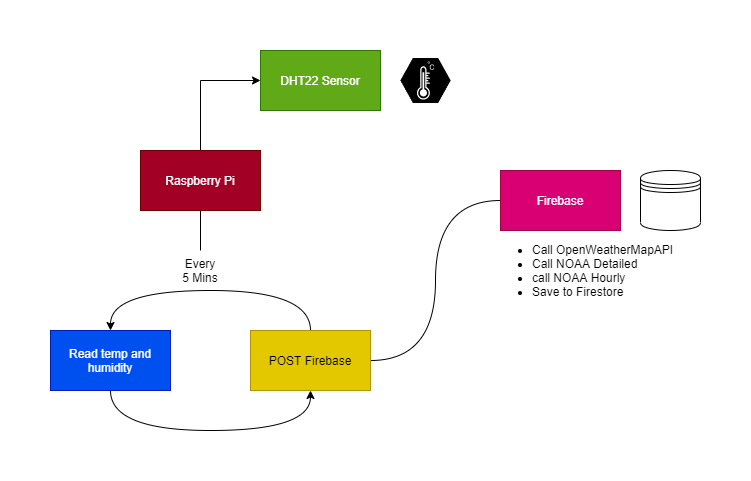 DHT22 Sensor
°C
Raspberry Pi
Firebase
Every
5 Mins
• Call OpenWeatherMapAPI
• Call NOAA Detailed
• call NOAA Hourly
• Save to Firestore
Read temp and
humidity
POST Firebase